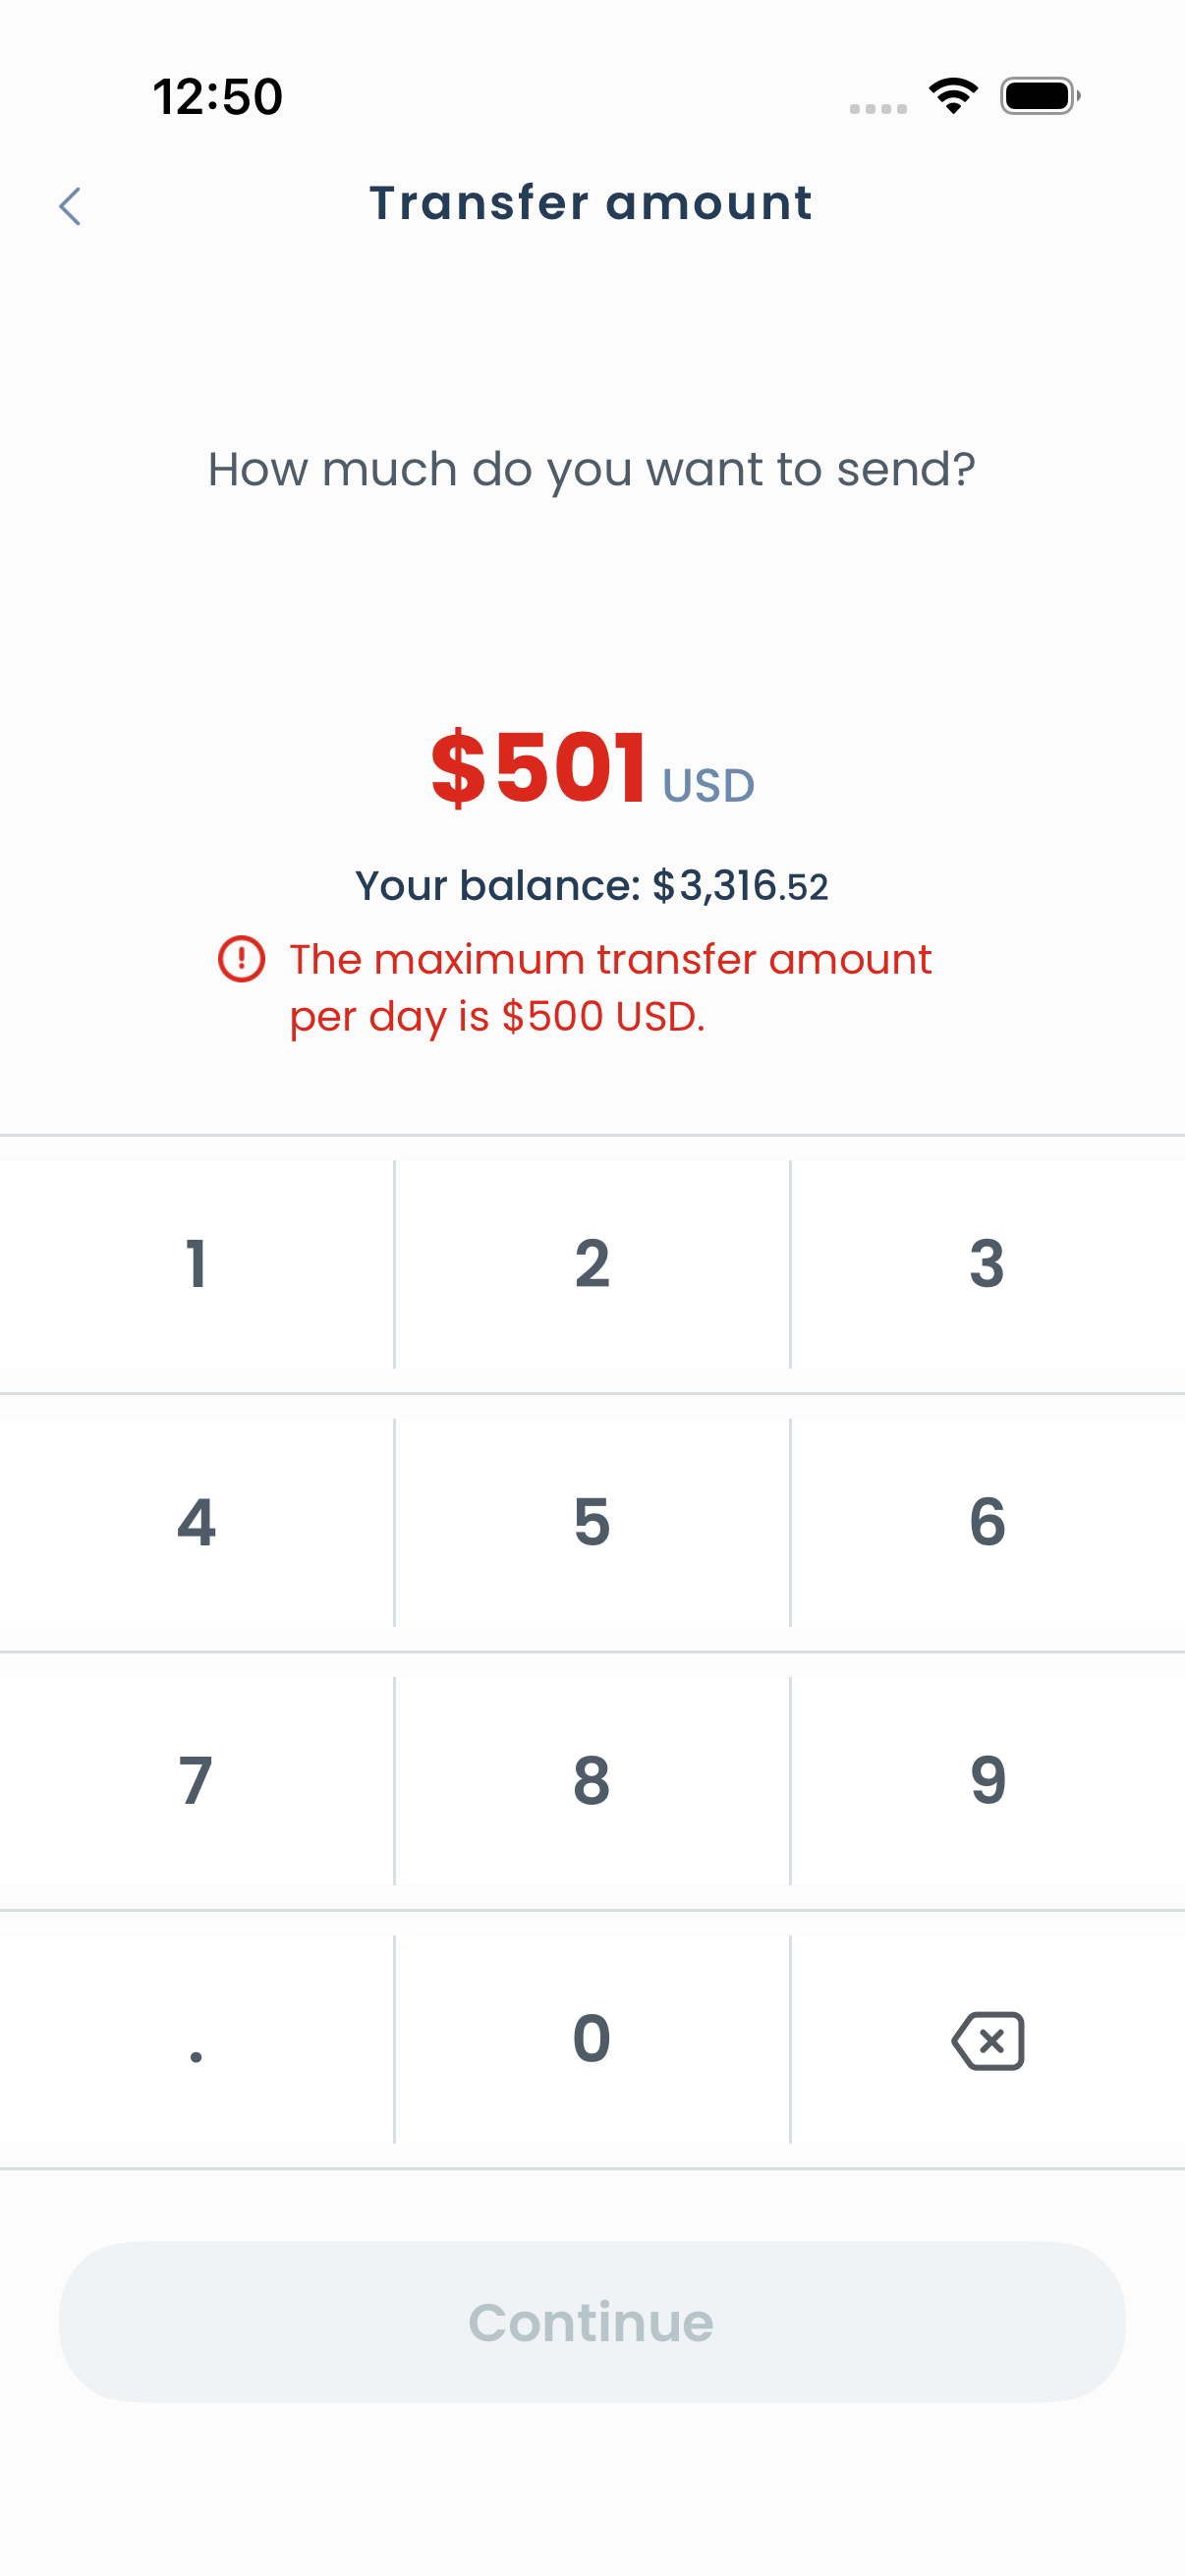 12:50
Transfer amount
How much do you want to send?
$501 USD
Your balance: $3,316.52
The maximum transfer amount
per day is $500 USD.
1 2 3
4 5 6
7 8 9
. 0
Continue